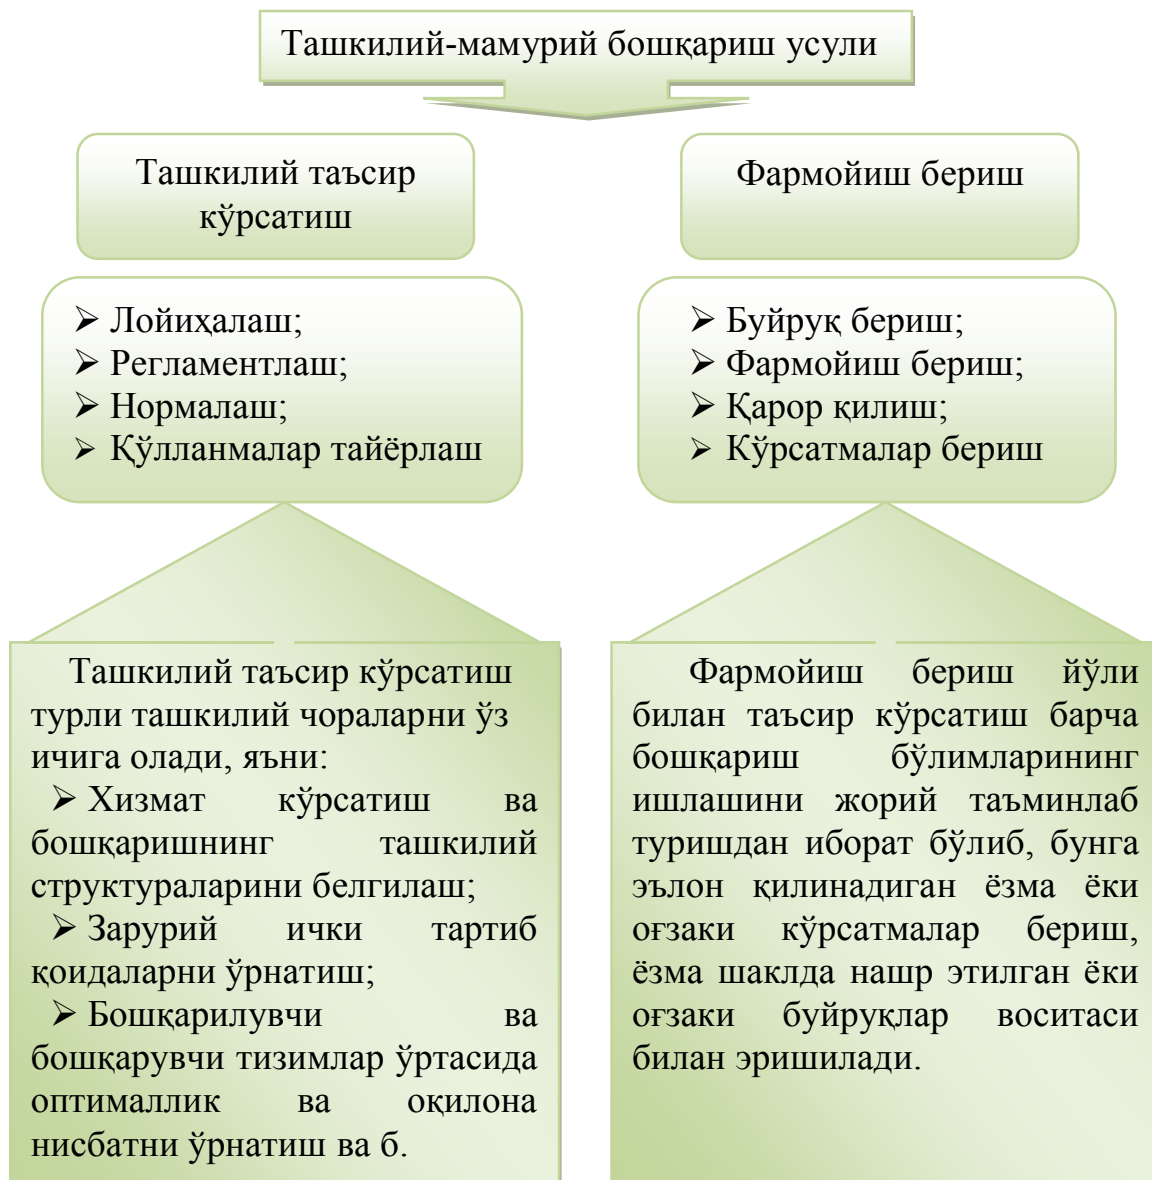 Ташкилий-мамурий бошқариш усули
Ташкилий таъсир
кўрсатиш
Фармойиш бериш
➢ Лойиҳалаш;
➢ Регламентлаш;
➢ Нормалаш;
➢ Қўлланмалар тайёрлаш
➢ Буйруқ бериш;
➢ Фармойиш бериш;
➢ Қарор қилиш;
➢ Кўрсатмалар бериш
Ташкилий таъсир кўрсатиш
турли ташкилий чораларни ўз
ичига олади, яъни:
➢ Хизмат кўрсатиш ва
бошқаришнинг ташкилий
структураларини белгилаш;
➢ Зарурий ички тартиб
қоидаларни ўрнатиш;
➢ Бошқарилувчи ва
бошқарувчи тизимлар ўртасида
оптималлик ва оқилона
нисбатни ўрнатиш ва б.
Фармойиш бериш йўли
билан таъсир кўрсатиш барча
бошқариш бўлимларининг
ишлашини жорий таъминлаб
туришдан иборат бўлиб, бунга
эълон қилинадиган ёзма ёки
оғзаки кўрсатмалар бериш,
ёзма шаклда нашр этилган ёки
оғзаки буйруқлар воситаси
билан эришилади.